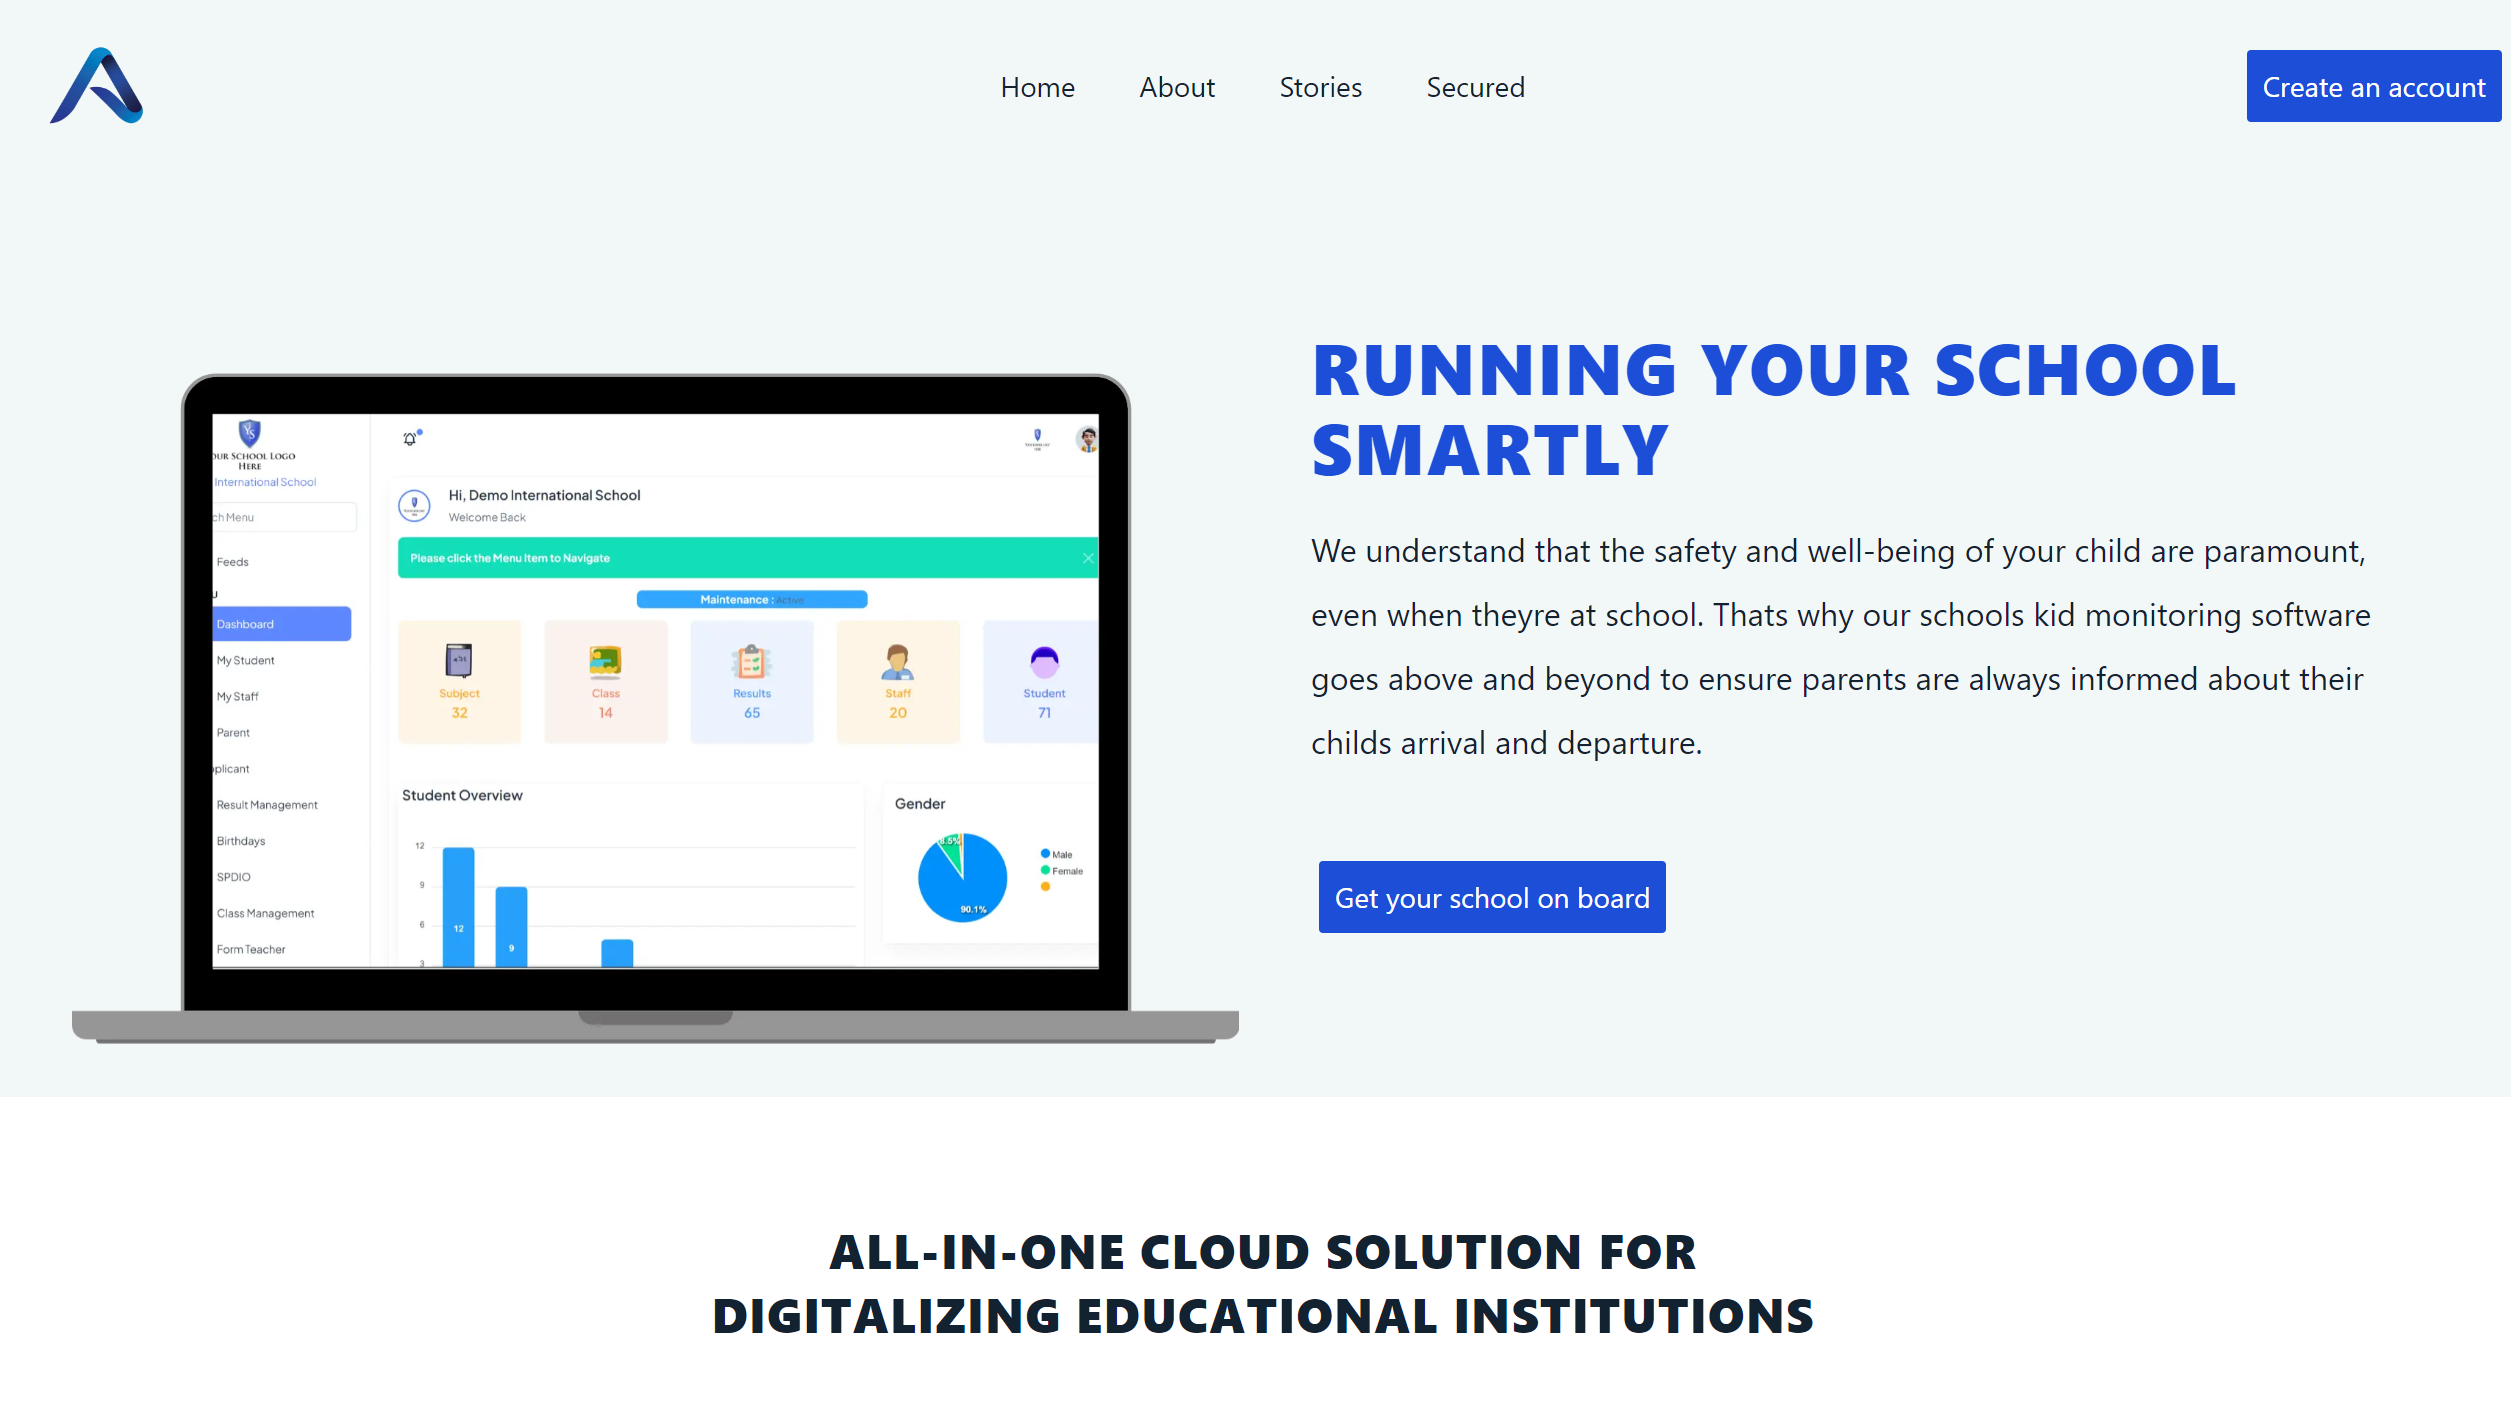 Home About Stories Secured
Create an account
RUNNING YOUR SCHOOL
SMARTLY
We understand that the safety and well-being of your child are paramount,
even when theyre at school. Thats why our schools kid monitoring software
goes above and beyond to ensure parents are always informed about their
childs arrival and departure.
Get your school on board
OUR SCHOOL LOGO
HERE
International School
ch Menu
Feeds
U
Dashboard
My Student
My Staff
Parent
plicant
Result Management
Birthdays
SPDIO
Class Management
Form Teacher
Hi, Demo International School
Welcome Back
Please click the Menu Item to Navigate
Maintenance : Active
Subject
32
Class
14
Results
65
Staff
20
Student
71
Student Overview
12
9
6
3
12
9
Gender
8.5%
90.1%
Male
Female
ALL-IN-ONE CLOUD SOLUTION FOR
DIGITALIZING EDUCATIONAL INSTITUTIONS